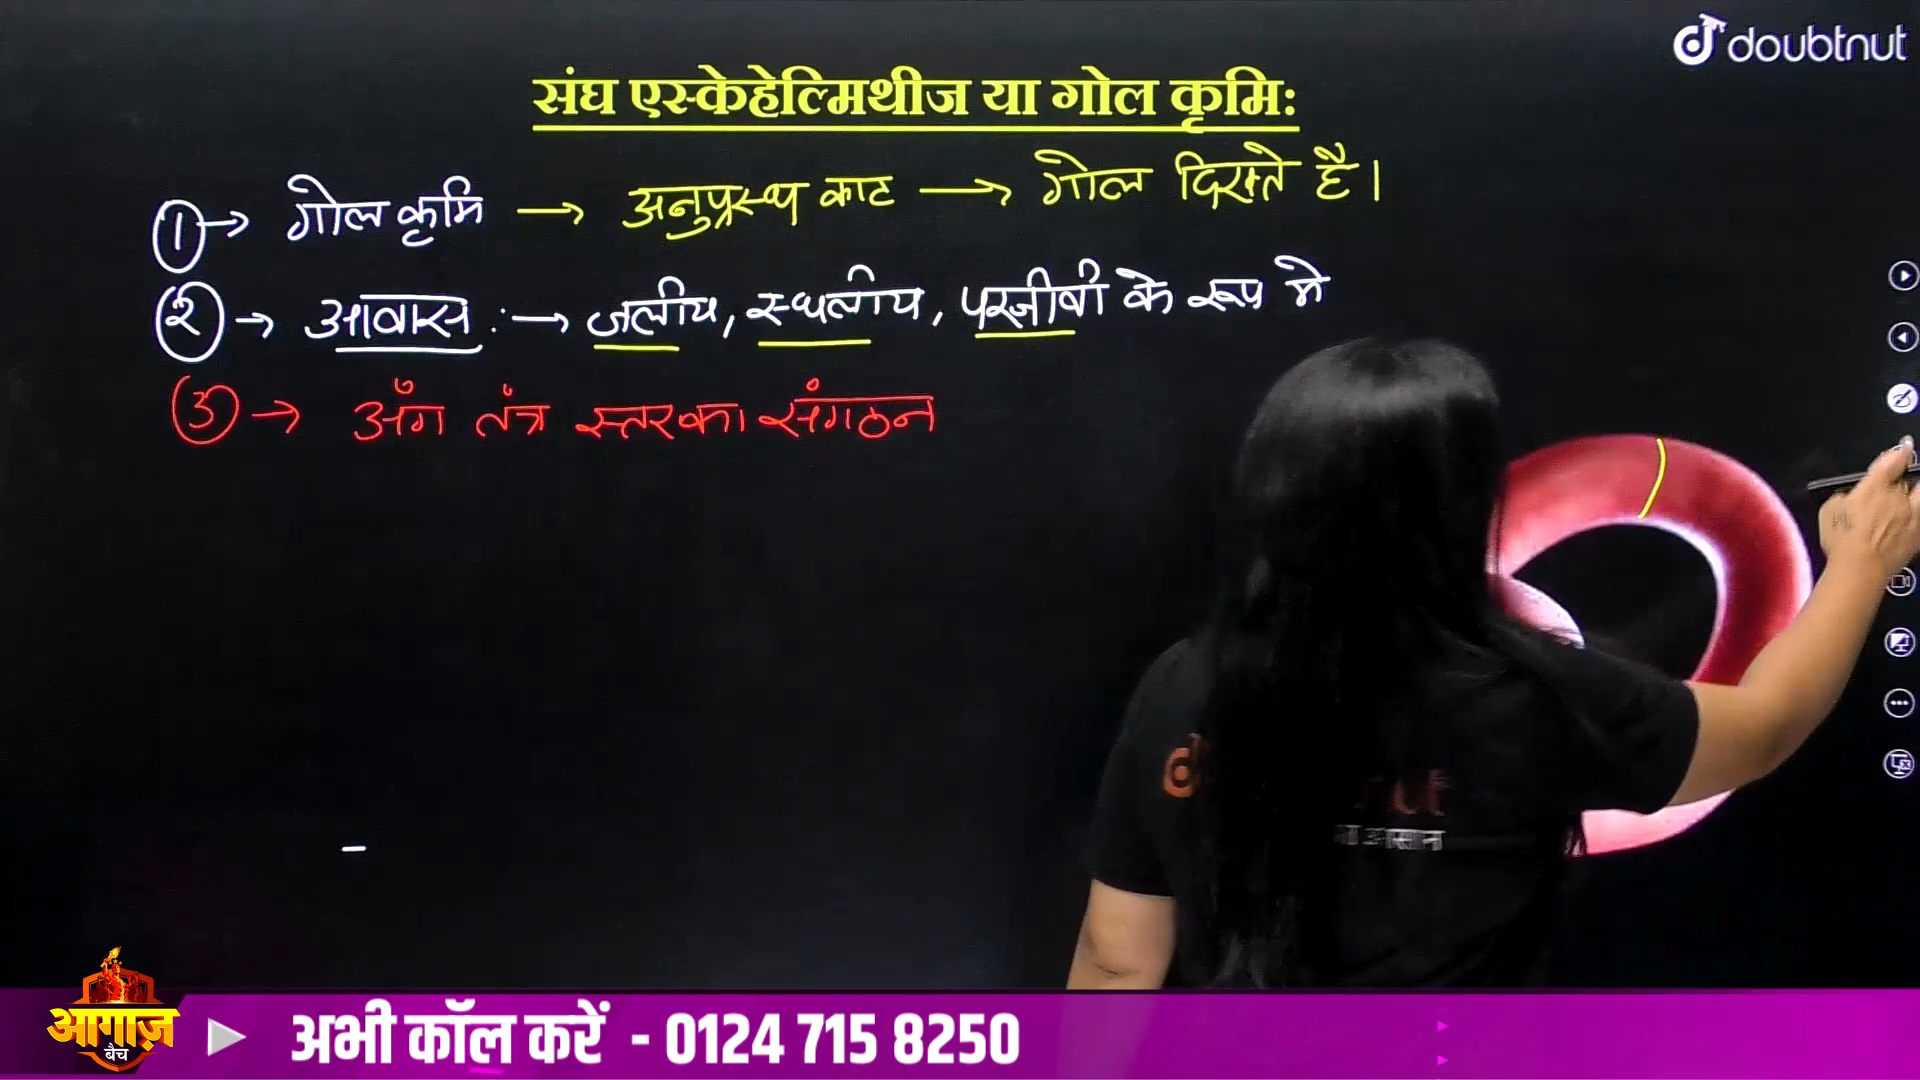 doubtnut
संघ एस्केहेल्मिथीज या गोल कृमि:
① → गोल कृमि → अनुप्रस्थ काट → गोल दिखते है।
② → आवास :→ जलीय, स्थलीय, परजीवी के रूप मे
③ → अँग तंत्र स्तर का संगठन
आगाज़
बैच
अभी कॉल करें - 0124 715 8250